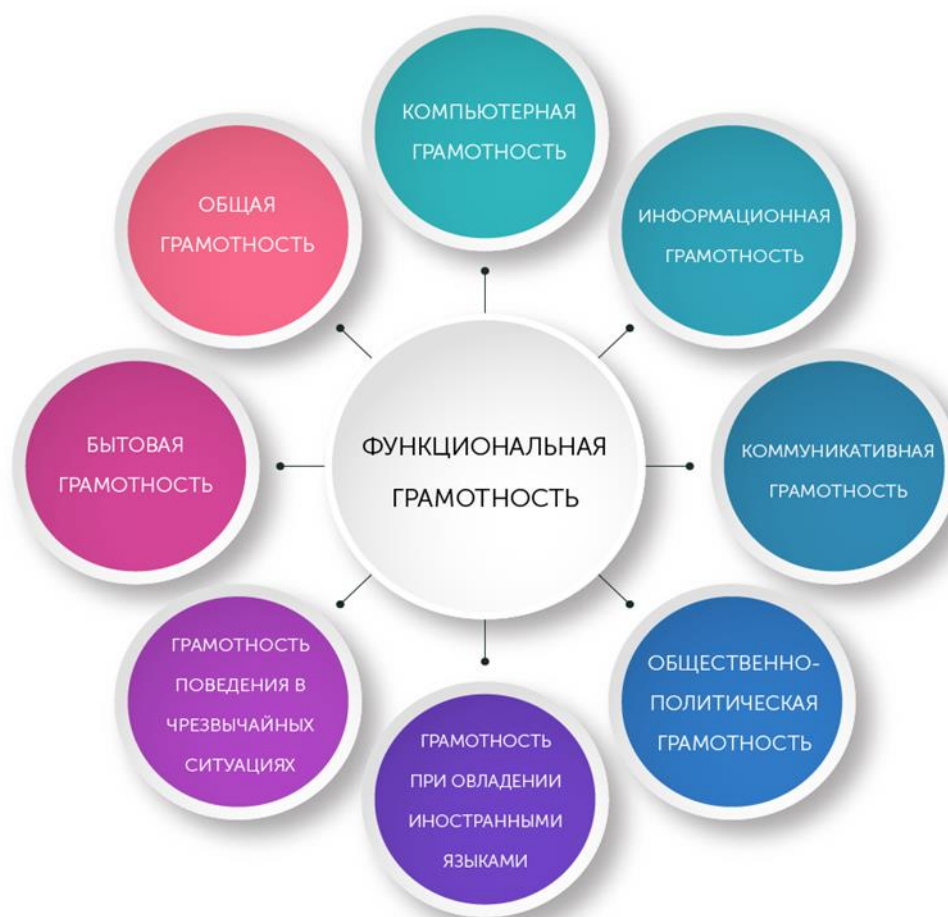 КОМПЬЮТЕРНАЯ
ГРАМОТНОСТЬ
ОБЩАЯ
ГРАМОТНОСТЬ
ИНФОРМАЦИОННАЯ
ГРАМОТНОСТЬ
ФУНКЦИОНАЛЬНАЯ
ГРАМОТНОСТЬ
БЫТОВАЯ
ГРАМОТНОСТЬ
КОММУНИКАТИВНАЯ
ГРАМОТНОСТЬ
ГРАМОТНОСТЬ
ПОВЕДЕНИЯ В
ЧРЕЗВЫЧАЙНЫХ
СИТУАЦИЯХ
ОБЩЕСТВЕННО-
ПОЛИТИЧЕСКАЯ
ГРАМОТНОСТЬ
ГРАМОТНОСТЬ
ПРИ ОВЛАДЕНИИ
ИНОСТРАННЫМИ
ЯЗЫКАМИ